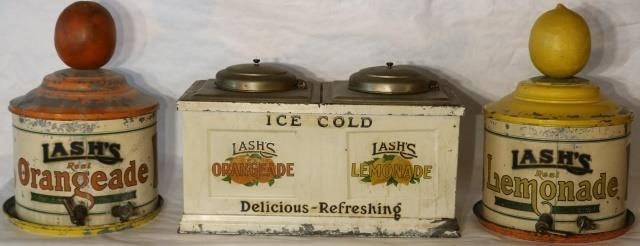 LASH'S
Real
Orangeade
ICE COLD
LASH'S
ORANGEADE
LASH'S
LEMONADE
Delicious-Refreshing
LASH'S
Real
Lemonade